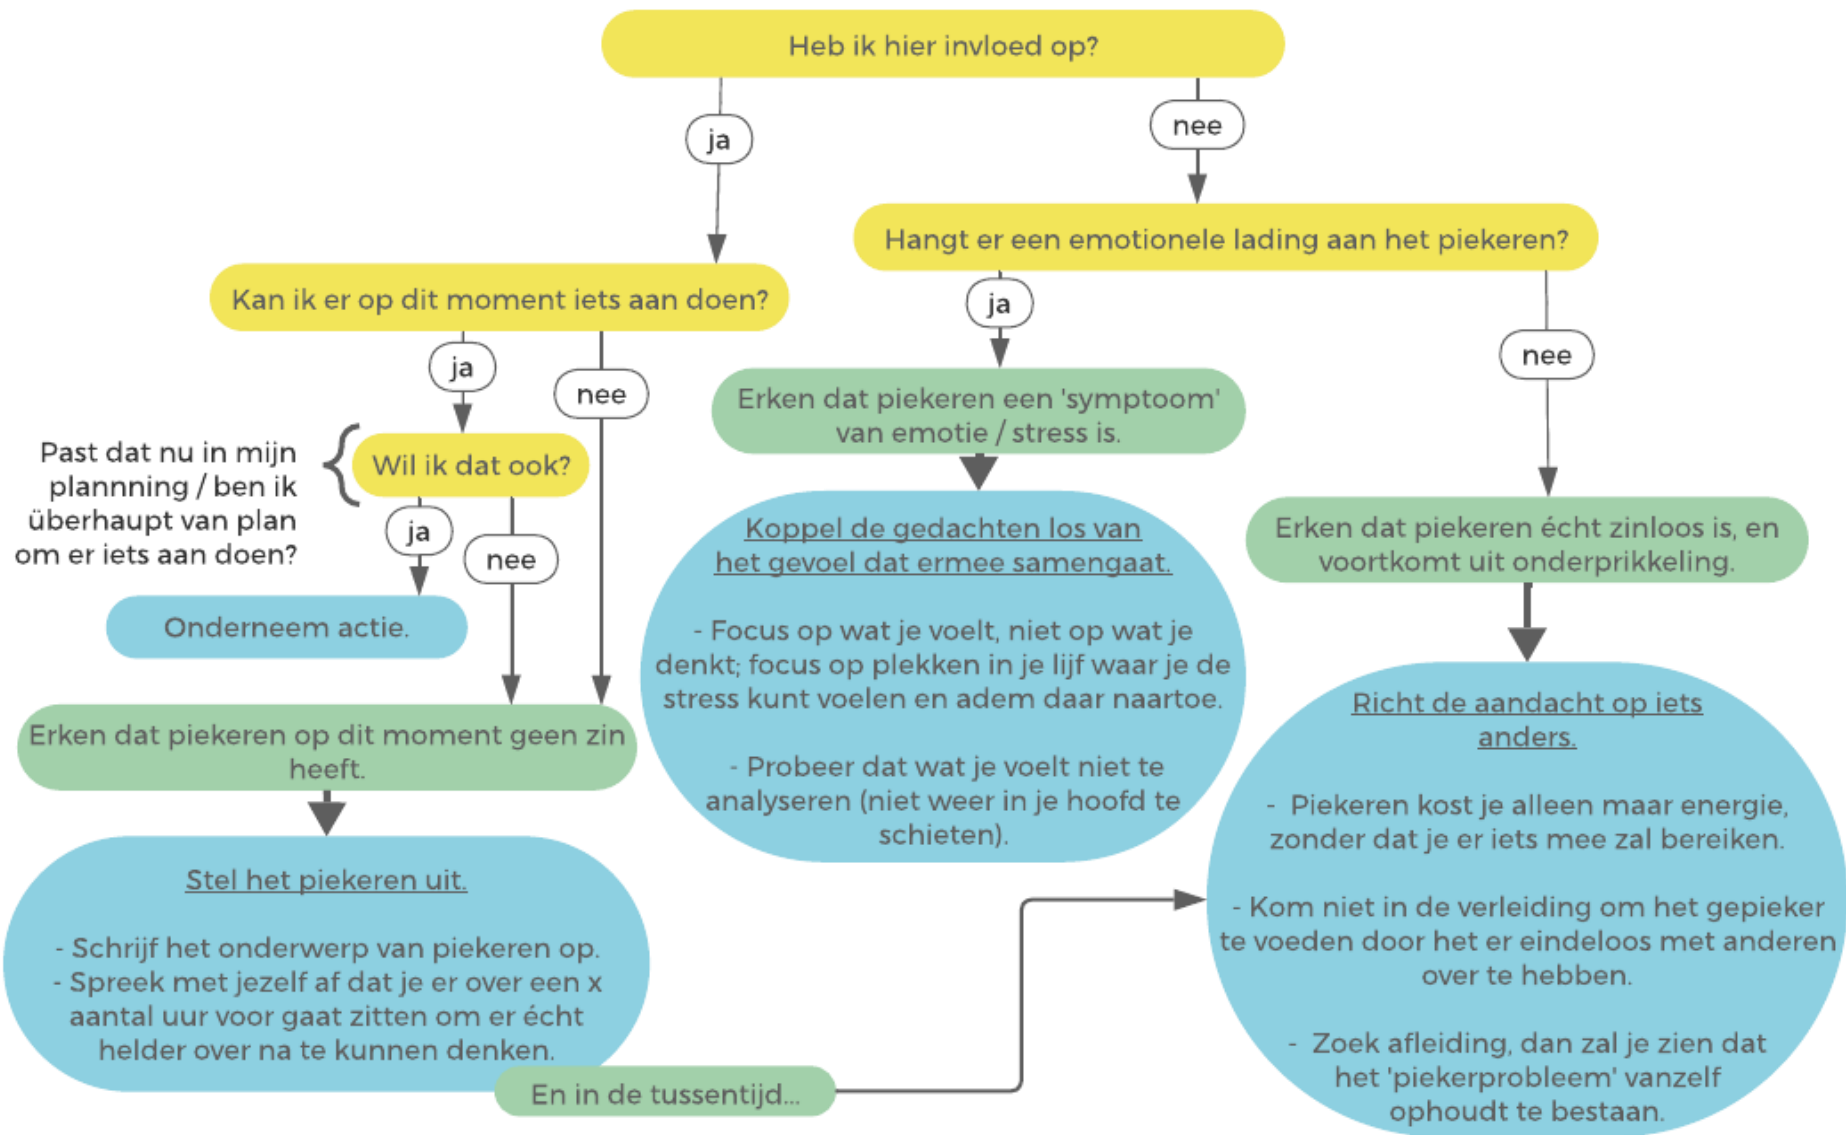 Heb ik hier invloed op?
ja
nee
Kan ik er op dit moment iets aan doen?
ja
nee
Past dat nu in mijn
plannning / ben ik
überhaupt van plan
om er iets aan doen?
Wil ik dat ook?
ja
nee
Onderneem actie.
Erken dat piekeren op dit moment geen zin
heeft.
Stel het piekeren uit.
- Schrijf het onderwerp van piekeren op.
- Spreek met jezelf af dat je er over een x
aantal uur voor gaat zitten om er écht
helder over na te kunnen denken.
En in de tussentijd...
Hangt er een emotionele lading aan het piekeren?
ja
nee
Erken dat piekeren een 'symptoom'
van emotie / stress is.
Koppel de gedachten los van
het gevoel dat ermee samengaat.
- Focus op wat je voelt, niet op wat je
denkt; focus op plekken in je lijf waar je de
stress kunt voelen en adem daar naartoe.
- Probeer dat wat je voelt niet te
analyseren (niet weer in je hoofd te
schieten).
Erken dat piekeren écht zinloos is, en
voortkomt uit onderprikkeling.
Richt de aandacht op iets
anders.
- Piekeren kost je alleen maar energie,
zonder dat je er iets mee zal bereiken.
- Kom niet in de verleiding om het gepieker
te voeden door het er eindeloos met anderen
over te hebben.
- Zoek afleiding, dan zal je zien dat
het 'piekerprobleem' vanzelf
ophoudt te bestaan.